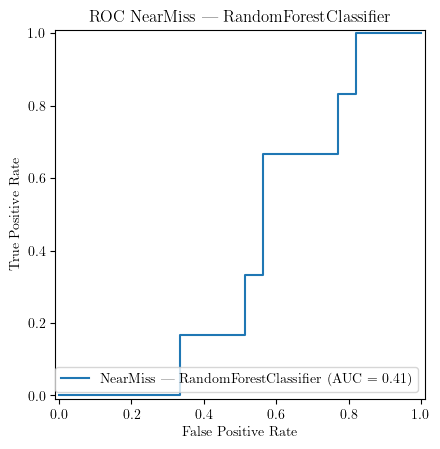 ROC NearMiss — RandomForestClassifier
1.0
0.8
0.6
0.4
0.2
0.0
True Positive Rate
NearMiss — RandomForestClassifier (AUC = 0.41)
0.0 0.2 0.4 0.6 0.8 1.0
False Positive Rate